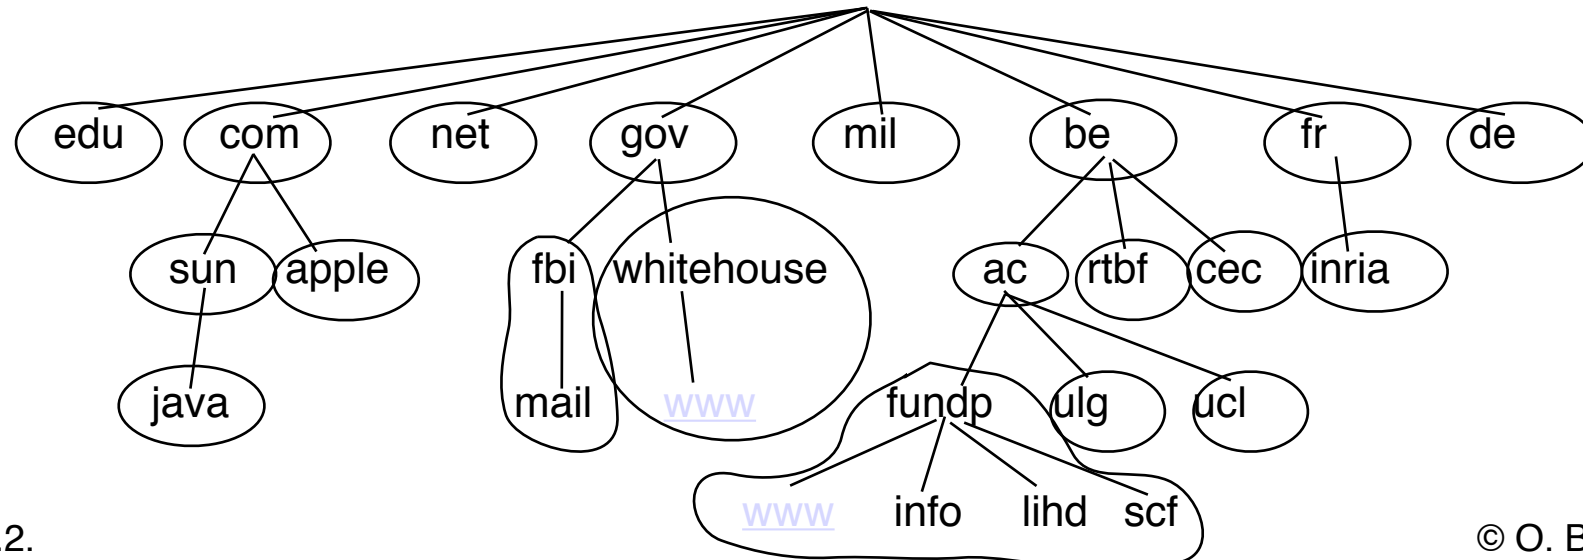 edu com net gov mil be fr de
sun apple fbi whitehouse ac rtbf cec inria
java mail www fundp ulg ucl
www info lihd scf
.2. © O. B